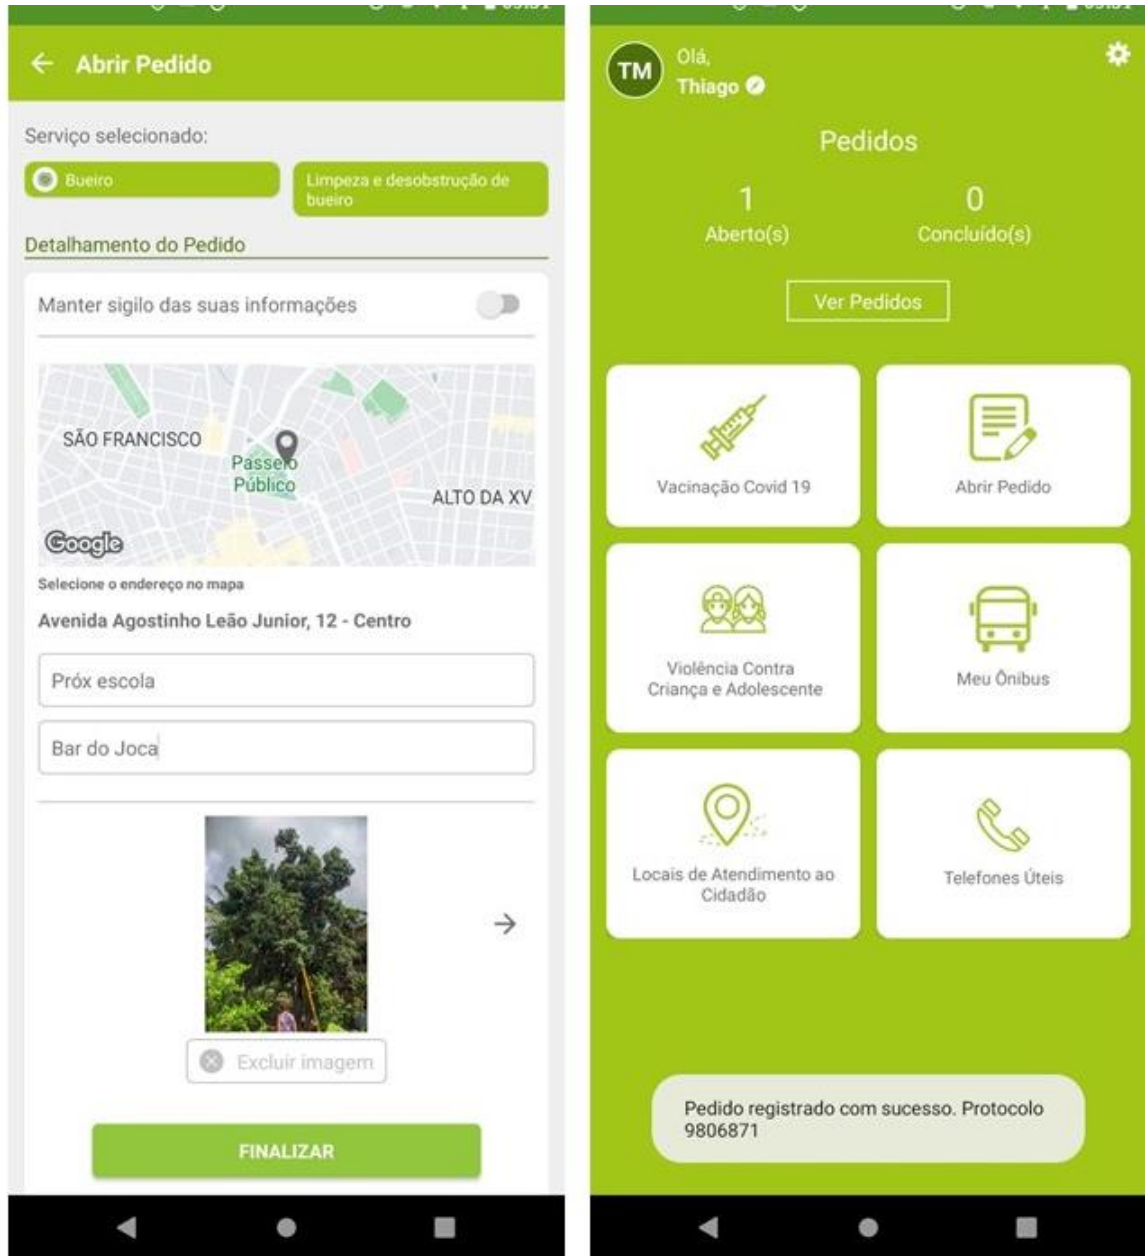 Abrir Pedido
Serviço selecionado:
Bueiro
Limpeza e desobstrução de
bueiro
Detalhamento do Pedido
Manter sigilo das suas informações
SÃO FRANCISCO
Passeio
Público
ALTO DA XV
Google
Selecione o endereço no mapa
Avenida Agostinho Leão Junior, 12 - Centro
Próx escola
Bar do Joca
Excluir imagem
FINALIZAR
TM
Olá,
Thiago
Pedidos
1
0
Aberto(s)
Concluído(s)
Ver Pedidos
Vacinação Covid 19
Abrir Pedido
Violência Contra
Criança e Adolescente
Meu Ônibus
Locais de Atendimento ao
Cidadão
Telefones Úteis
Pedido registrado com sucesso. Protocolo
9806871